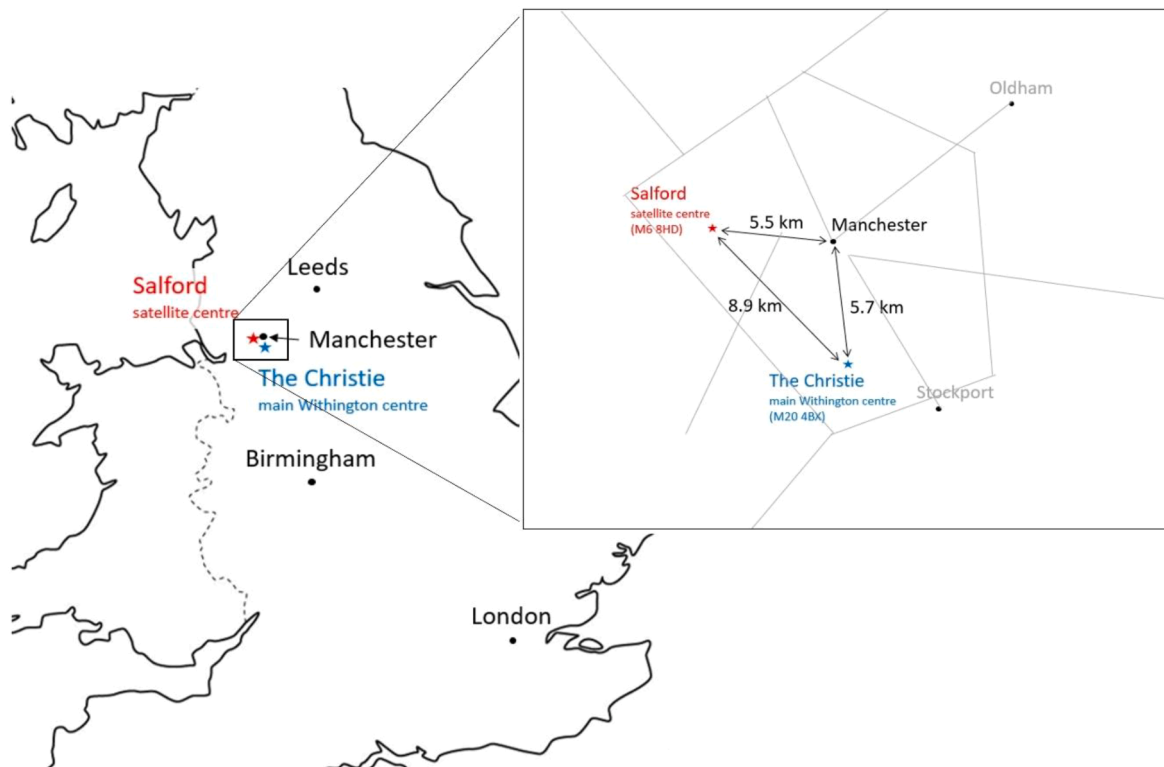 Leeds
Salford
satellite centre
Manchester
The Christie
main Withington centre
Birmingham
London
Oldham
Salford
satellite centre
(M6 8HD)
5.5 km
Manchester
8.9 km
5.7 km
The Christie
main Withington centre
(M20 4BX)
Stockport